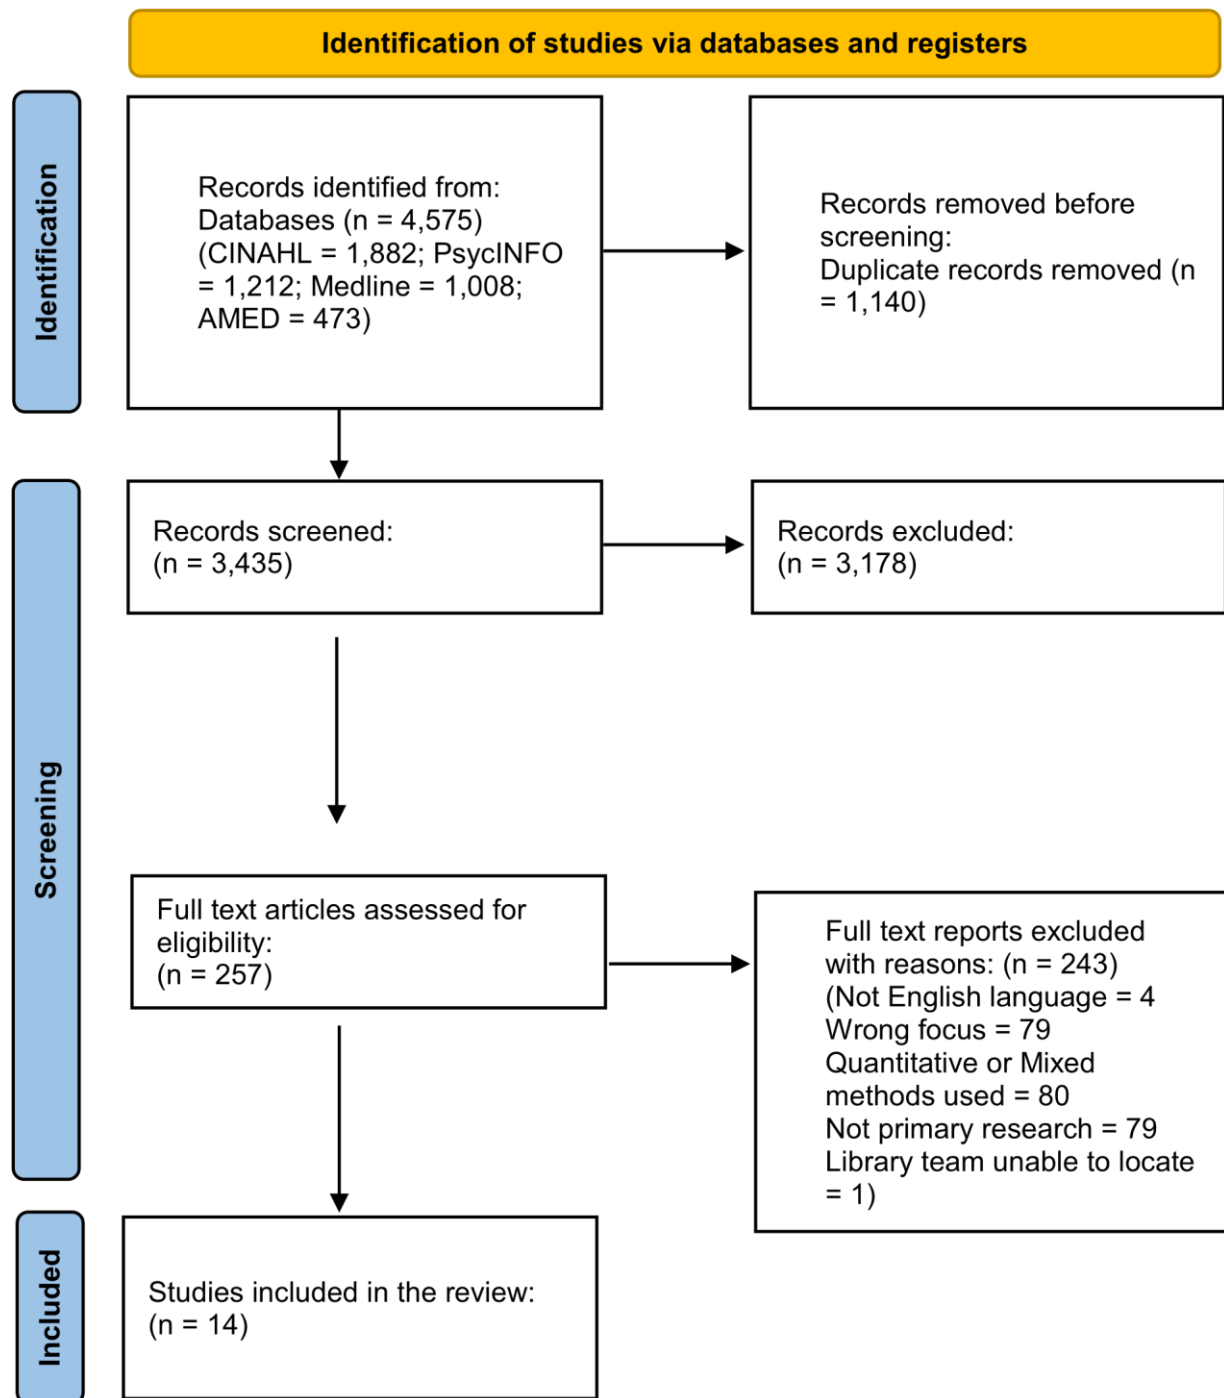 Identification of studies via databases and registers
Identification
Records identified from:
Databases (n = 4,575)
(CINAHL = 1,882; PsycINFO
= 1,212; Medline = 1,008;
AMED = 473)
Records removed before
screening:
Duplicate records removed (n
= 1,140)
Screening
Records screened:
(n = 3,435)
Records excluded:
(n = 3,178)
Full text articles assessed for
eligibility:
(n = 257)
Full text reports excluded
with reasons: (n = 243)
(Not English language = 4
Wrong focus = 79
Quantitative or Mixed
methods used = 80
Not primary research = 79
Library team unable to locate
= 1)
Included
Studies included in the review:
(n = 14)